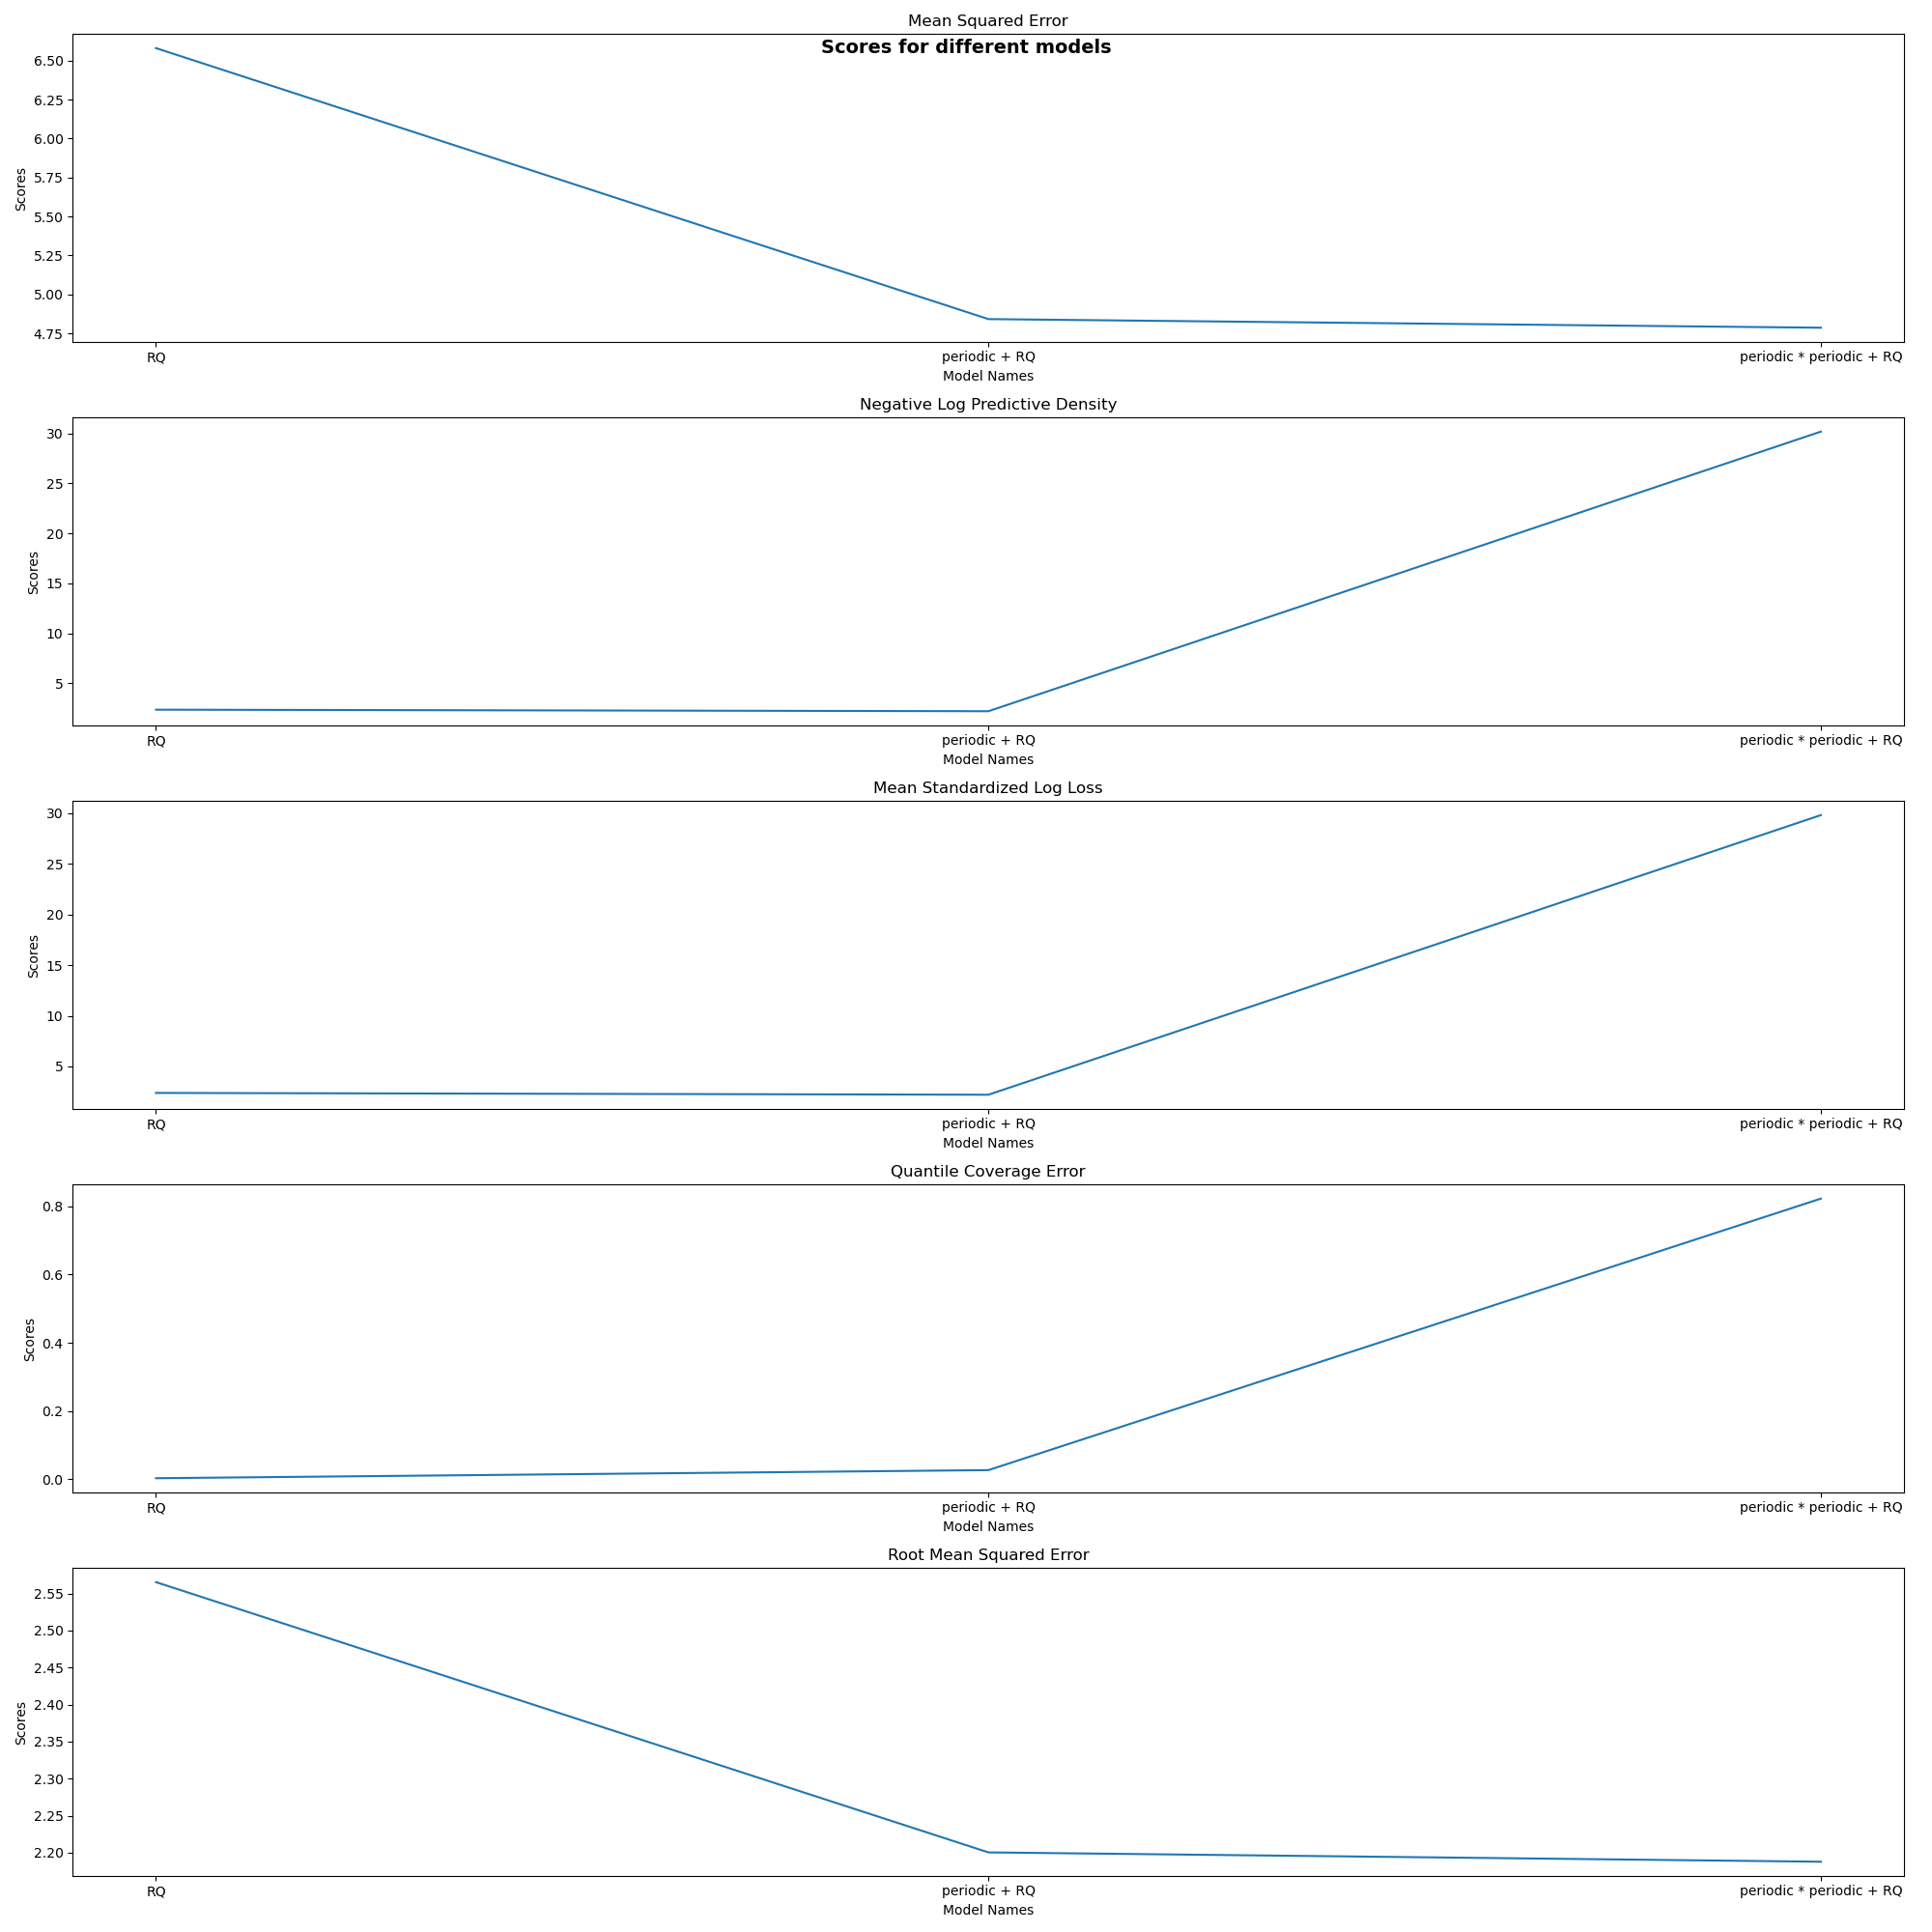 Mean Squared Error
Scores for different models
6.50
6.25
6.00
5.75
5.50
5.25
5.00
4.75
Scores
RQ periodic + RQ periodic * periodic + RQ
Model Names
Negative Log Predictive Density
30
25
20
15
10
5
Scores
RQ periodic + RQ periodic * periodic + RQ
Model Names
Mean Standardized Log Loss
30
25
20
15
10
5
Scores
RQ periodic + RQ periodic * periodic + RQ
Model Names
Quantile Coverage Error
0.8
0.6
0.4
0.2
0.0
Scores
RQ periodic + RQ periodic * periodic + RQ
Model Names
Root Mean Squared Error
2.55
2.50
2.45
2.40
2.35
2.30
2.25
2.20
Scores
RQ periodic + RQ periodic * periodic + RQ
Model Names